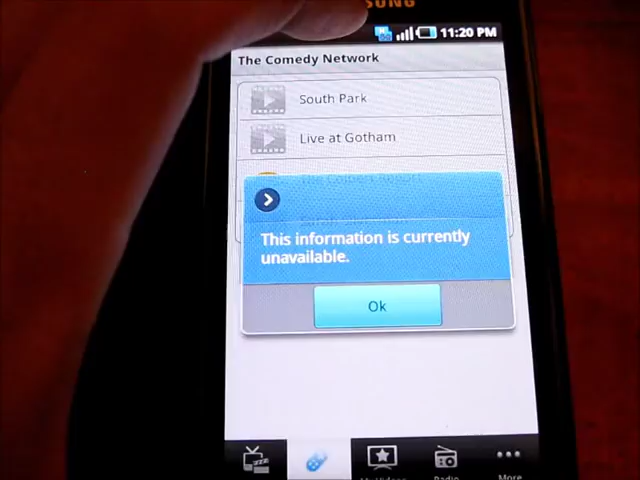 SUNG
11:20 PM
The Comedy Network
South Park
Live at Gotham
This information is currently
unavailable.
Ok
Radio
More